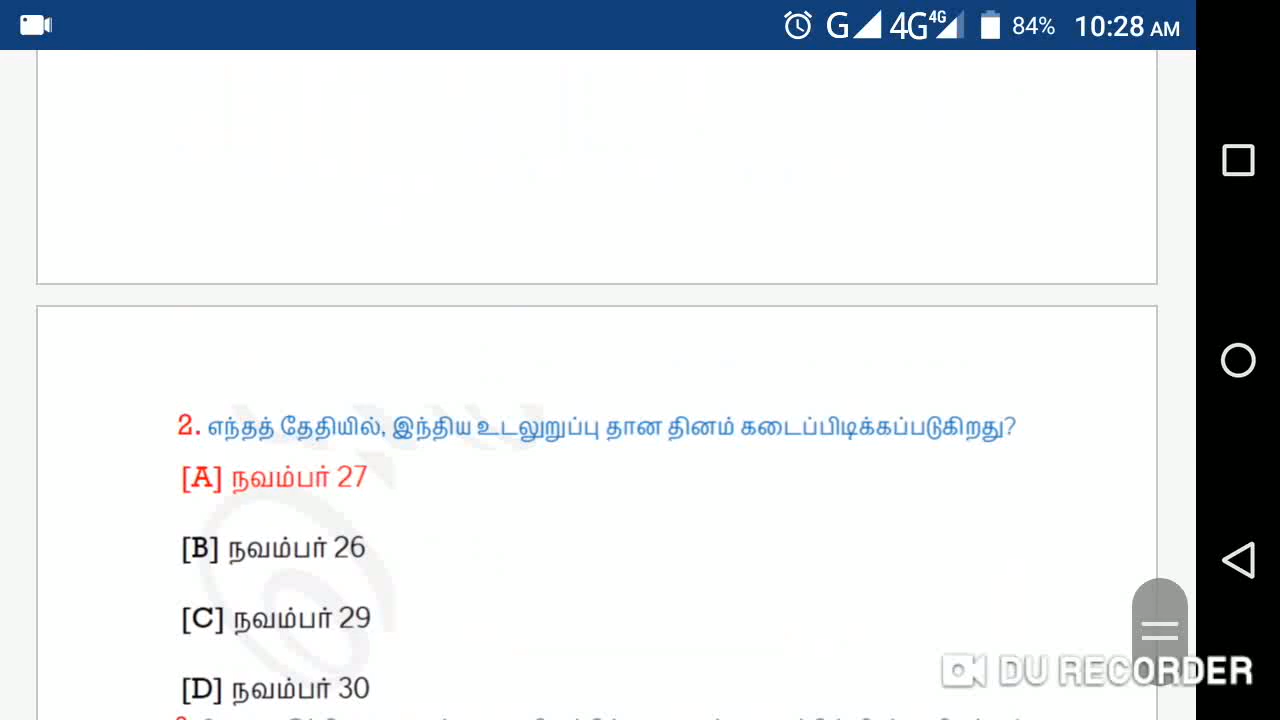 G 4G 4G 84% 10:28 AM
2. எந்தத் தேதியில், இந்திய உடலுறுப்பு தான தினம் கடைப்பிடிக்கப்படுகிறது?
[A] நவம்பர் 27
[B] நவம்பர் 26
[C] நவம்பர் 29
[D] நவம்பர் 30
DU RECORDER